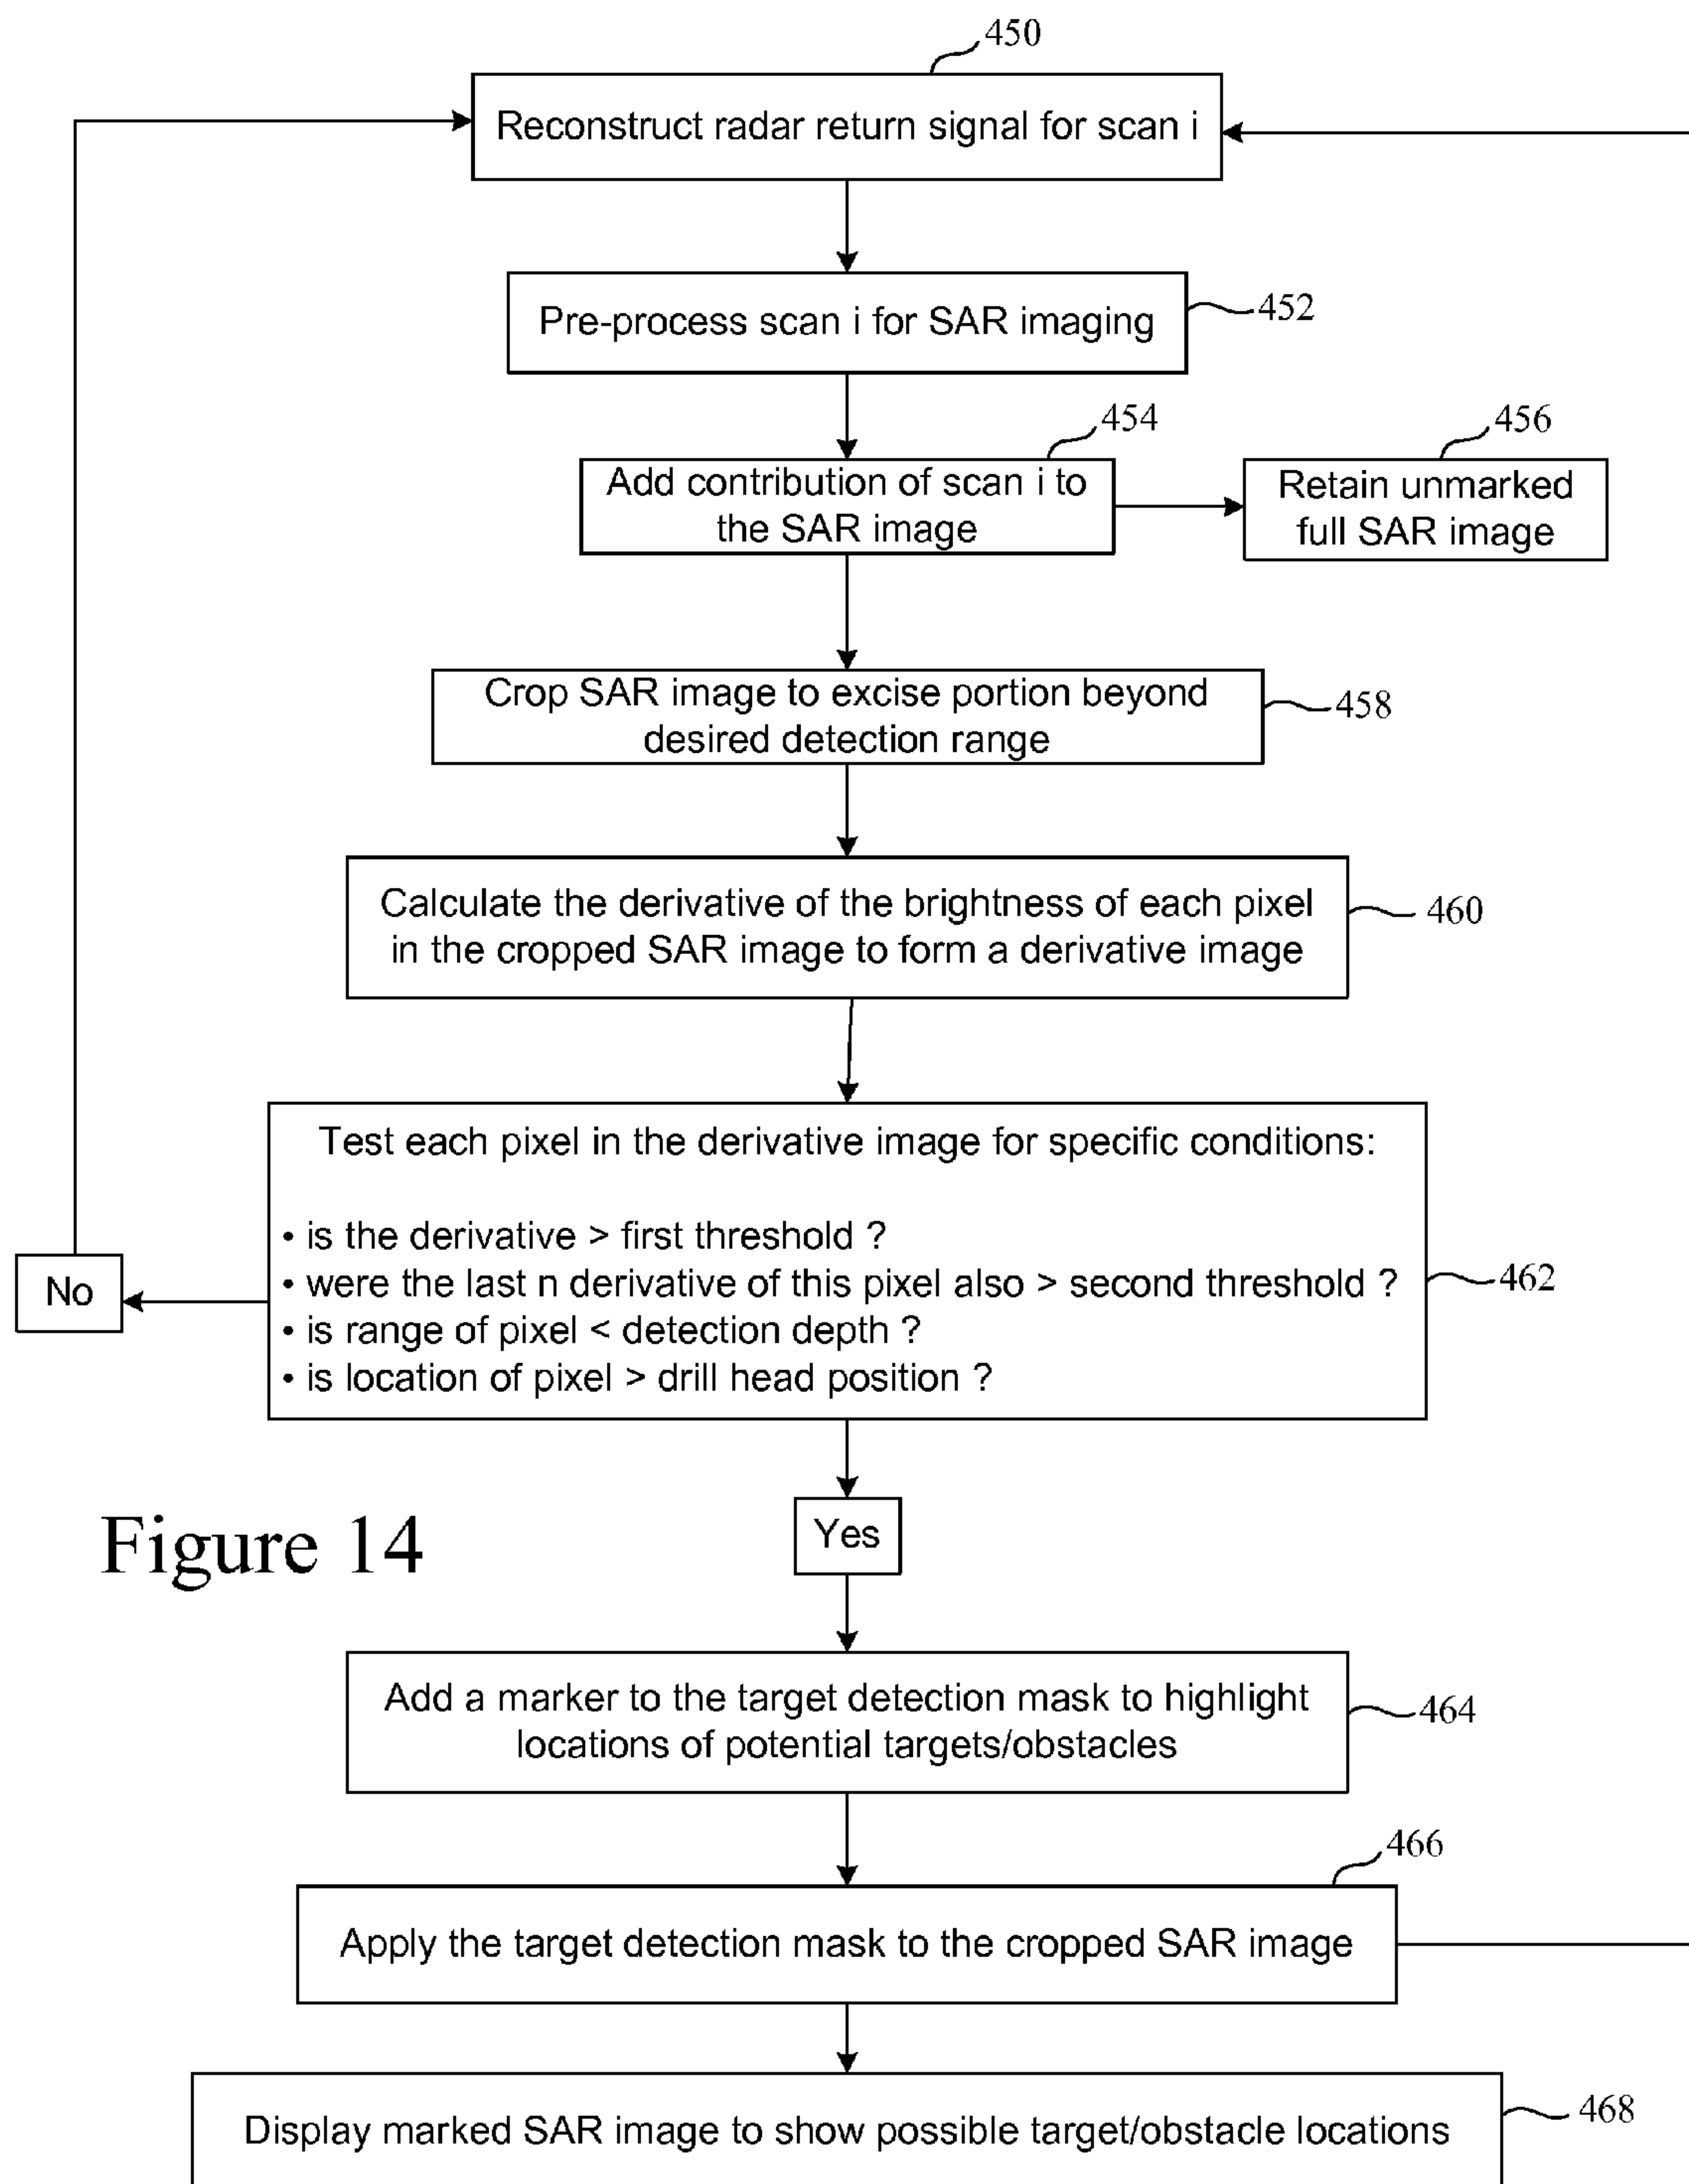 450
Reconstruct radar return signal for scan i
Pre-process scan i for SAR imaging
452
454
456
Add contribution of scan i to
the SAR image
Retain unmarked
full SAR image
Crop SAR image to excise portion beyond
desired detection range
458
Calculate the derivative of the brightness of each pixel
in the cropped SAR image to form a derivative image
460
Test each pixel in the derivative image for specific conditions:
• is the derivative > first threshold ?
• were the last n derivative of this pixel also > second threshold ?
• is range of pixel < detection depth ?
• is location of pixel > drill head position ?
462
No
Yes
Figure 14
Add a marker to the target detection mask to highlight
locations of potential targets/obstacles
464
466
Apply the target detection mask to the cropped SAR image
Display marked SAR image to show possible target/obstacle locations
468